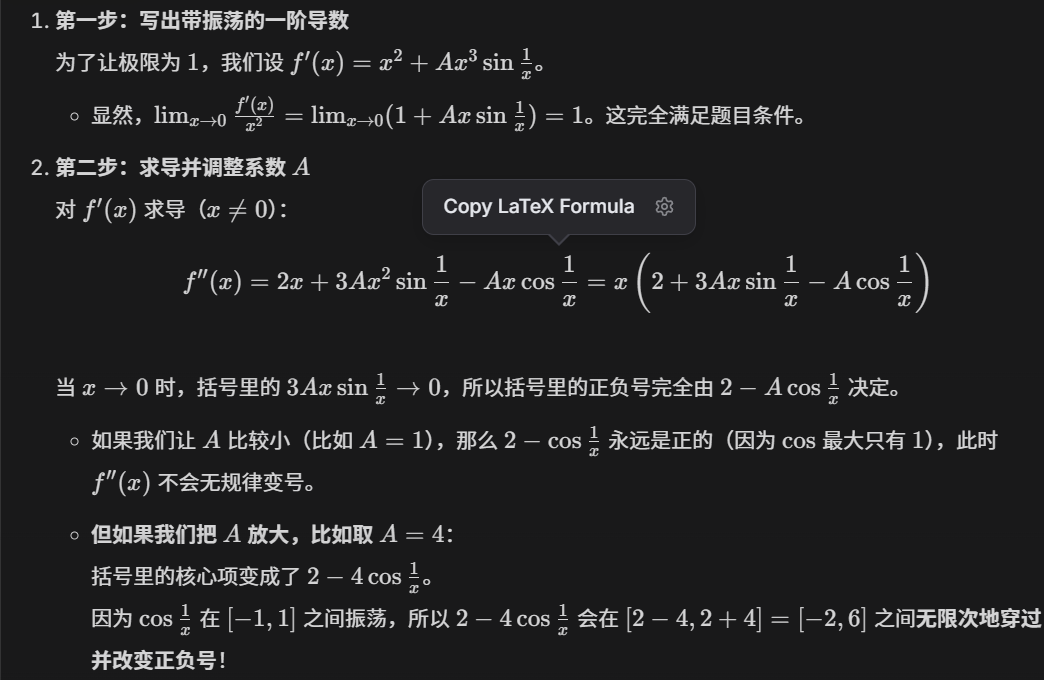 1. 第一步：写出带振荡的一阶导数
为了让极限为 1，我们设 f′(x) = x² + Ax³ sin 1/x。
○ 显然，lim_{x→0} f′(x)/x² = lim_{x→0}(1 + Ax sin 1/x) = 1。这完全满足题目条件。
2. 第二步：求导并调整系数 A
对 f′(x) 求导（x ≠ 0）：
Copy LaTeX Formula
f″(x) = 2x + 3Ax² sin 1/x − Ax cos 1/x = x(2 + 3Ax sin 1/x − A cos 1/x)
当 x → 0 时，括号里的 3Ax sin 1/x → 0，所以括号里的正负号完全由 2 − A cos 1/x 决定。
○ 如果我们让 A 比较小（比如 A = 1），那么 2 − cos 1/x 永远是正的（因为 cos 最大只有 1），此时
f″(x) 不会无规律变号。
○ 但如果我们把 A 放大，比如取 A = 4：
括号里的核心项变成了 2 − 4 cos 1/x。
因为 cos 1/x 在 [−1, 1] 之间振荡，所以 2 − 4 cos 1/x 会在 [2 − 4, 2 + 4] = [−2, 6] 之间无限次地穿过
并改变正负号！